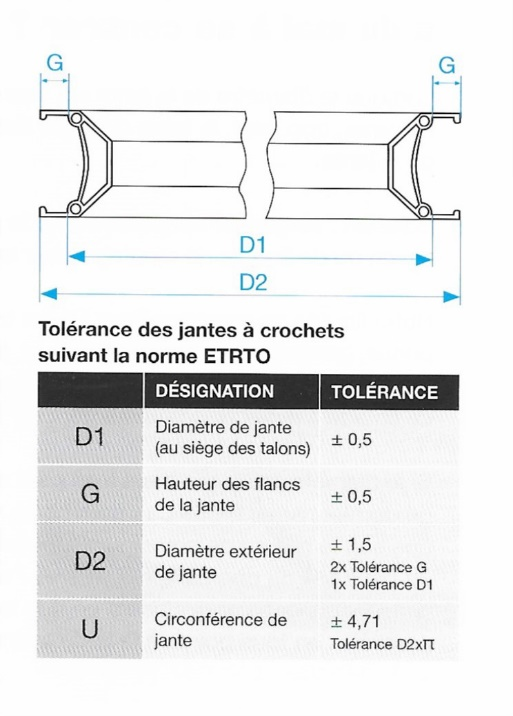 G
G
D1
D2
Tolérance des jantes à crochets
suivant la norme ETRTO
DÉSIGNATION
TOLÉRANCE
D1
Diamètre de jante
(au siège des talons)
± 0,5
G
Hauteur des flancs
de la jante
± 0,5
D2
Diamètre extérieur
de jante
± 1,5
2x Tolérance G
1x Tolérance D1
U
Circonférence de
jante
± 4,71
Tolérance D2xπ